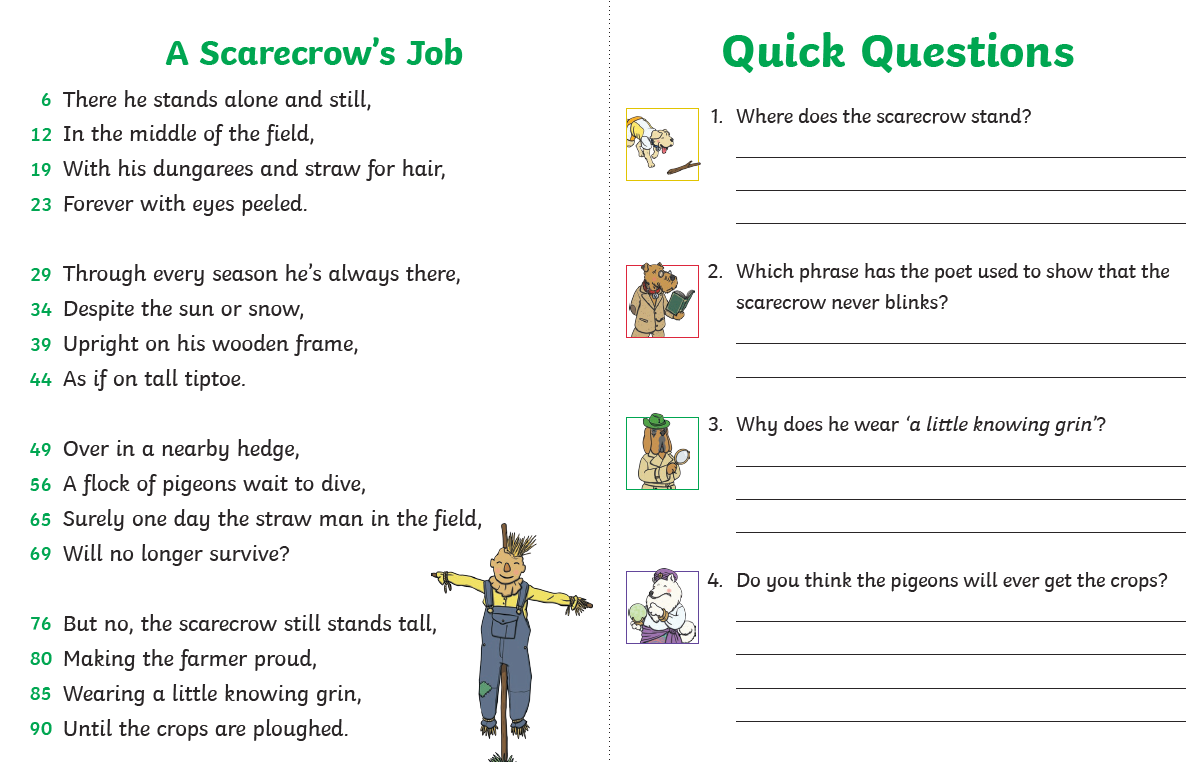 A Scarecrow's Job
6 There he stands alone and still,
12 In the middle of the field,
19 With his dungarees and straw for hair,
23 Forever with eyes peeled.
29 Through every season he's always there,
34 Despite the sun or snow,
39 Upright on his wooden frame,
44 As if on tall tiptoe.
49 Over in a nearby hedge,
56 A flock of pigeons wait to dive,
65 Surely one day the straw man in the field,
69 Will no longer survive?
76 But no, the scarecrow still stands tall,
80 Making the farmer proud,
85 Wearing a little knowing grin,
90 Until the crops are ploughed.
Quick Questions
1. Where does the scarecrow stand?
2. Which phrase has the poet used to show that the
scarecrow never blinks?
3. Why does he wear 'a little knowing grin'?
4. Do you think the pigeons will ever get the crops?